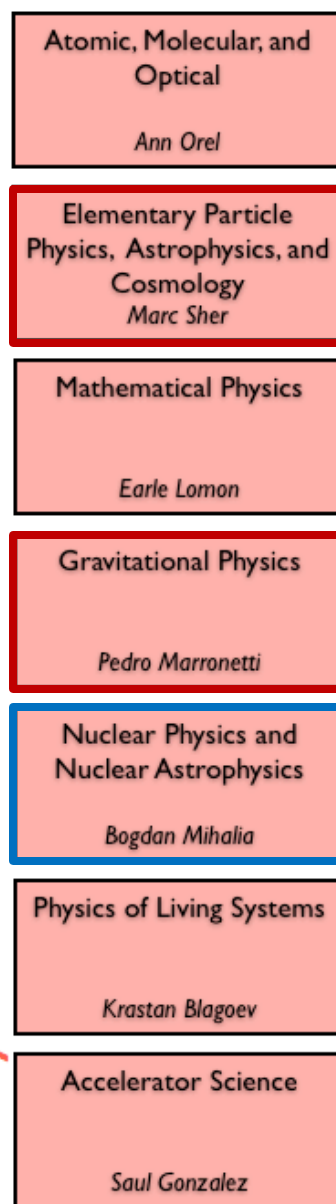 Atomic, Molecular, and
Optical
Ann Orel
Elementary Particle
Physics, Astrophysics, and
Cosmology
Marc Sher
Mathematical Physics
Earle Lomon
Gravitational Physics
Pedro Marronetti
Nuclear Physics and
Nuclear Astrophysics
Bogdan Mihalia
Physics of Living Systems
Krastan Blagoev
Accelerator Science
Saul Gonzalez